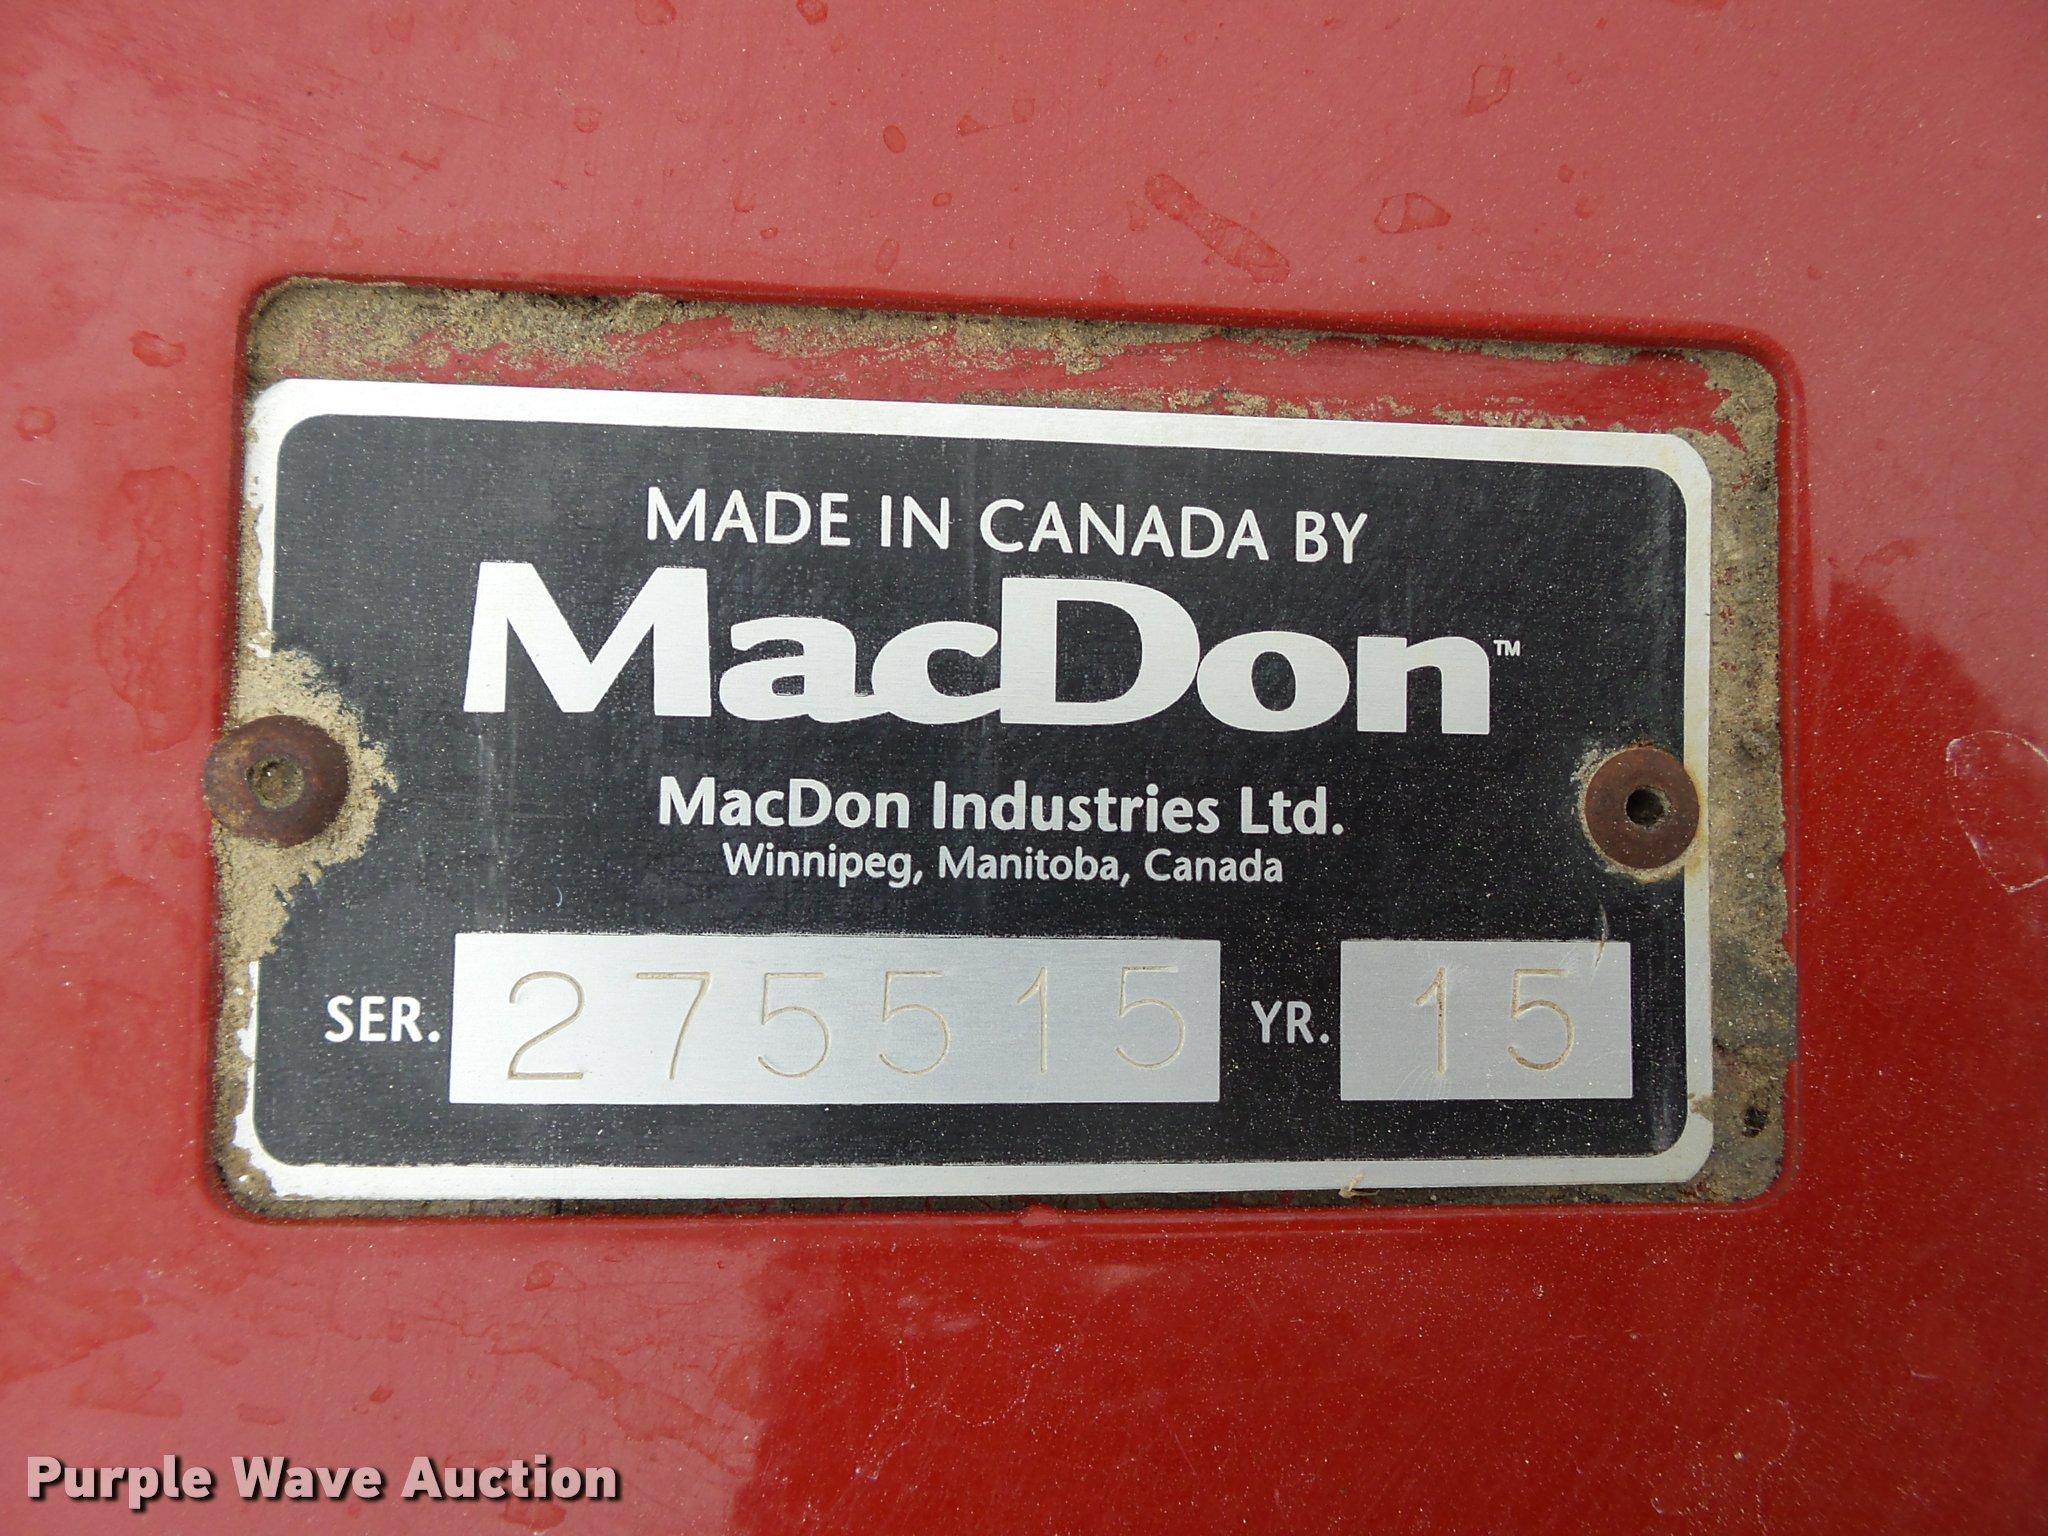 MADE IN CANADA BY
MacDon™
MacDon Industries Ltd.
Winnipeg, Manitoba, Canada
SER. 275515 YR. 15
Purple Wave Auction